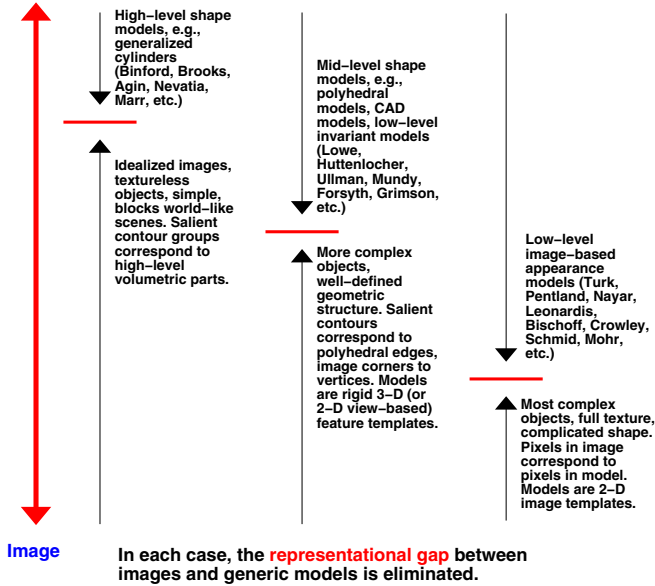 High−level shape
models, e.g.,
generalized
cylinders
(Binford, Brooks,
Agin, Nevatia,
Marr, etc.)
Idealized images,
textureless
objects, simple,
blocks world−like
scenes. Salient
contour groups
correspond to
high−level
volumetric parts.
Mid−level shape
models, e.g.,
polyhedral
models, CAD
models, low−level
invariant models
(Lowe,
Huttenlocher,
Ullman, Mundy,
Forsyth, Grimson,
etc.)
More complex
objects,
well−defined
geometric
structure. Salient
contours
correspond to
polyhedral edges,
image corners to
vertices. Models
are rigid 3−D (or
2−D view−based)
feature templates.
Low−level
image−based
appearance
models (Turk,
Pentland, Nayar,
Leonardis,
Bischoff, Crowley,
Schmid, Mohr,
etc.)
Most complex
objects, full texture,
complicated shape.
Pixels in image
correspond to
pixels in model.
Models are 2−D
image templates.
Image
In each case, the representational gap between
images and generic models is eliminated.